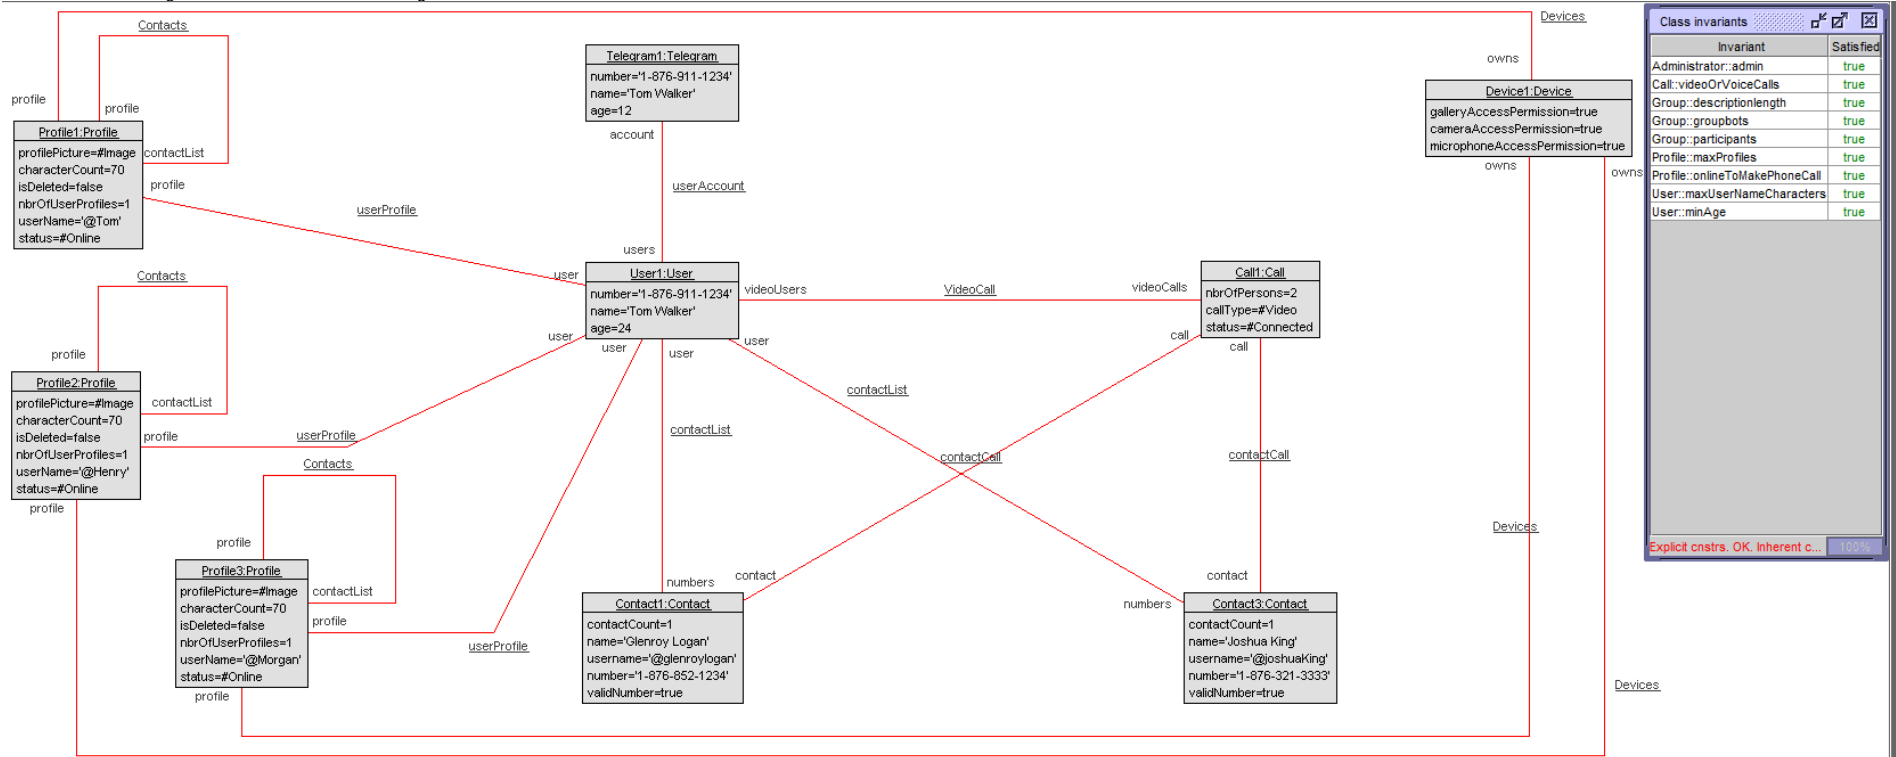 Contacts
Devices
profile
profile
owns
Telegram1:Telegram
number='1-876-911-1234'
name='Tom Walker'
age=12
account
Device1:Device
galleryAccessPermission=true
cameraAccessPermission=true
microphoneAccessPermission=true
owns
owns
Profile1:Profile
profilePicture=#Image
characterCount=70
isDeleted=false
nbrOfUserProfiles=1
userName='@Tom'
status=#Online
contactList
profile
userProfile
userAccount
users
user
User1:User
number='1-876-911-1234'
name='Tom Walker'
age=24
videoUsers
VideoCall
videoCalls
Call1:Call
nbrOfPersons=2
callType=#Video
status=#Connected
call
call
user
user
user
user
Contacts
profile
Profile2:Profile
profilePicture=#Image
characterCount=70
isDeleted=false
nbrOfUserProfiles=1
userName='@Henry'
status=#Online
contactList
profile
userProfile
profile
contactList
contactList
contactCall
contactCall
Devices
Contacts
profile
Profile3:Profile
profilePicture=#Image
characterCount=70
isDeleted=false
nbrOfUserProfiles=1
userName='@Morgan'
status=#Online
contactList
profile
userProfile
profile
numbers
contact
Contact1:Contact
contactCount=1
name='Glenroy Logan'
username='@glenroylogan'
number='1-876-852-1234'
validNumber=true
contact
numbers
Contact3:Contact
contactCount=1
name='Joshua King'
username='@joshuaKing'
number='1-876-321-3333'
validNumber=true
Devices
Class invariants
Invariant Satisfied
Administrator::admin true
Call::videoOrVoiceCalls true
Group::descriptionlength true
Group::groupbots true
Group::participants true
Profile::maxProfiles true
Profile::onlineToMakePhoneCall true
User::maxUserNameCharacters true
User::minAge true
Explicit cnstrs. OK. Inherent c... 100%